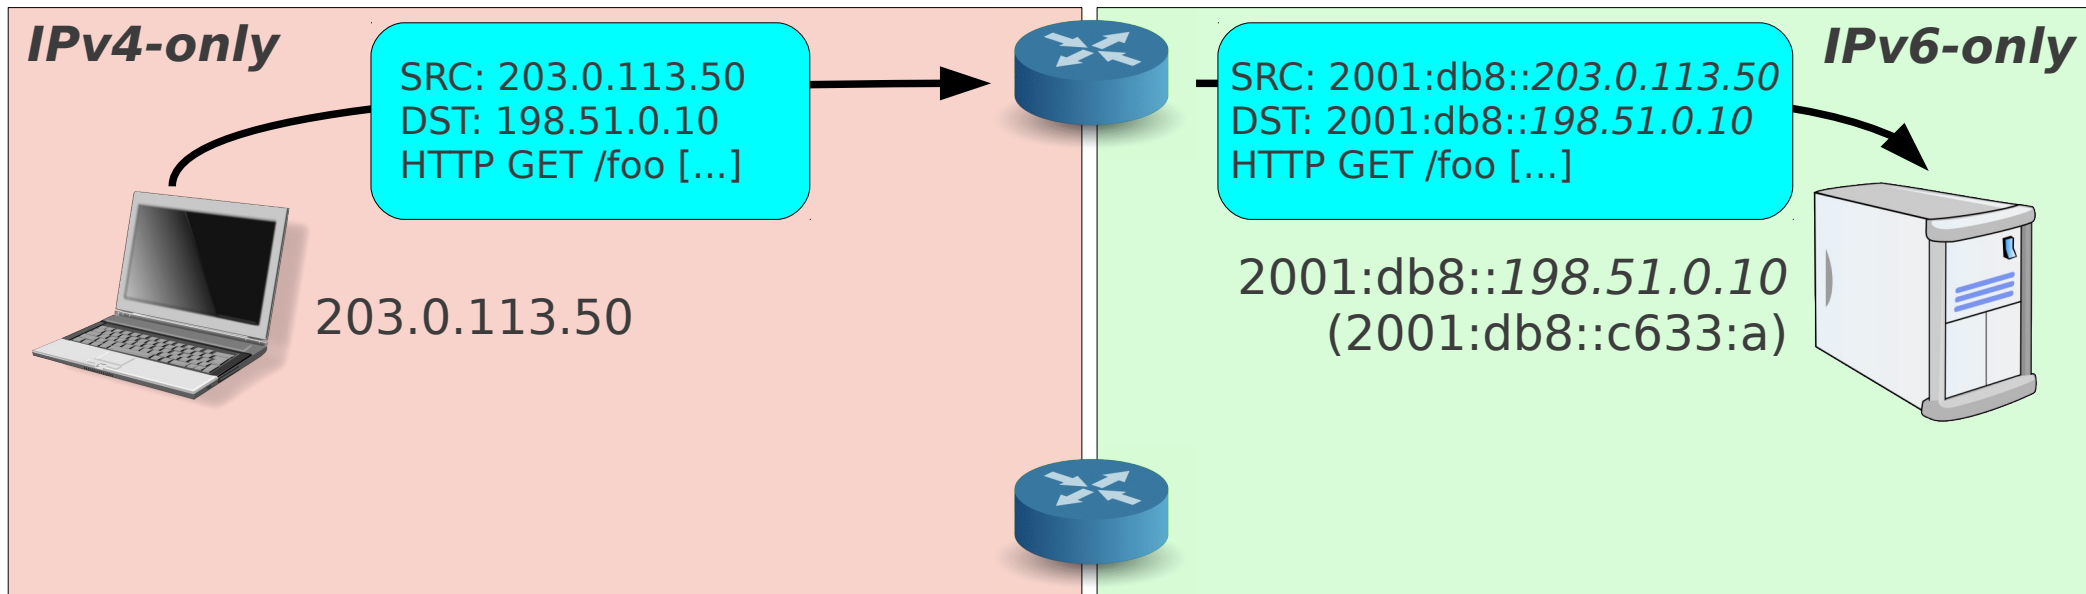 IPv4-only
SRC: 203.0.113.50
DST: 198.51.0.10
HTTP GET /foo [...]
203.0.113.50
IPv6-only
SRC: 2001:db8::203.0.113.50
DST: 2001:db8::198.51.0.10
HTTP GET /foo [...]
2001:db8::198.51.0.10
(2001:db8::c633:a)